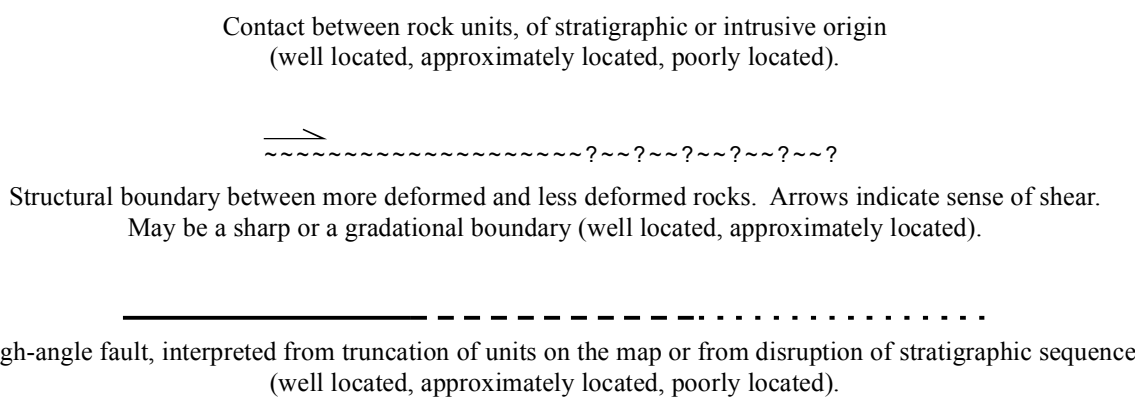 Contact between rock units, of stratigraphic or intrusive origin
(well located, approximately located, poorly located).
~~~~~~~~~~~~~~~~~~~~?~~?~~?~~?~~?~~?
Structural boundary between more deformed and less deformed rocks. Arrows indicate sense of shear.
May be a sharp or a gradational boundary (well located, approximately located).
gh-angle fault, interpreted from truncation of units on the map or from disruption of stratigraphic sequence
(well located, approximately located, poorly located).